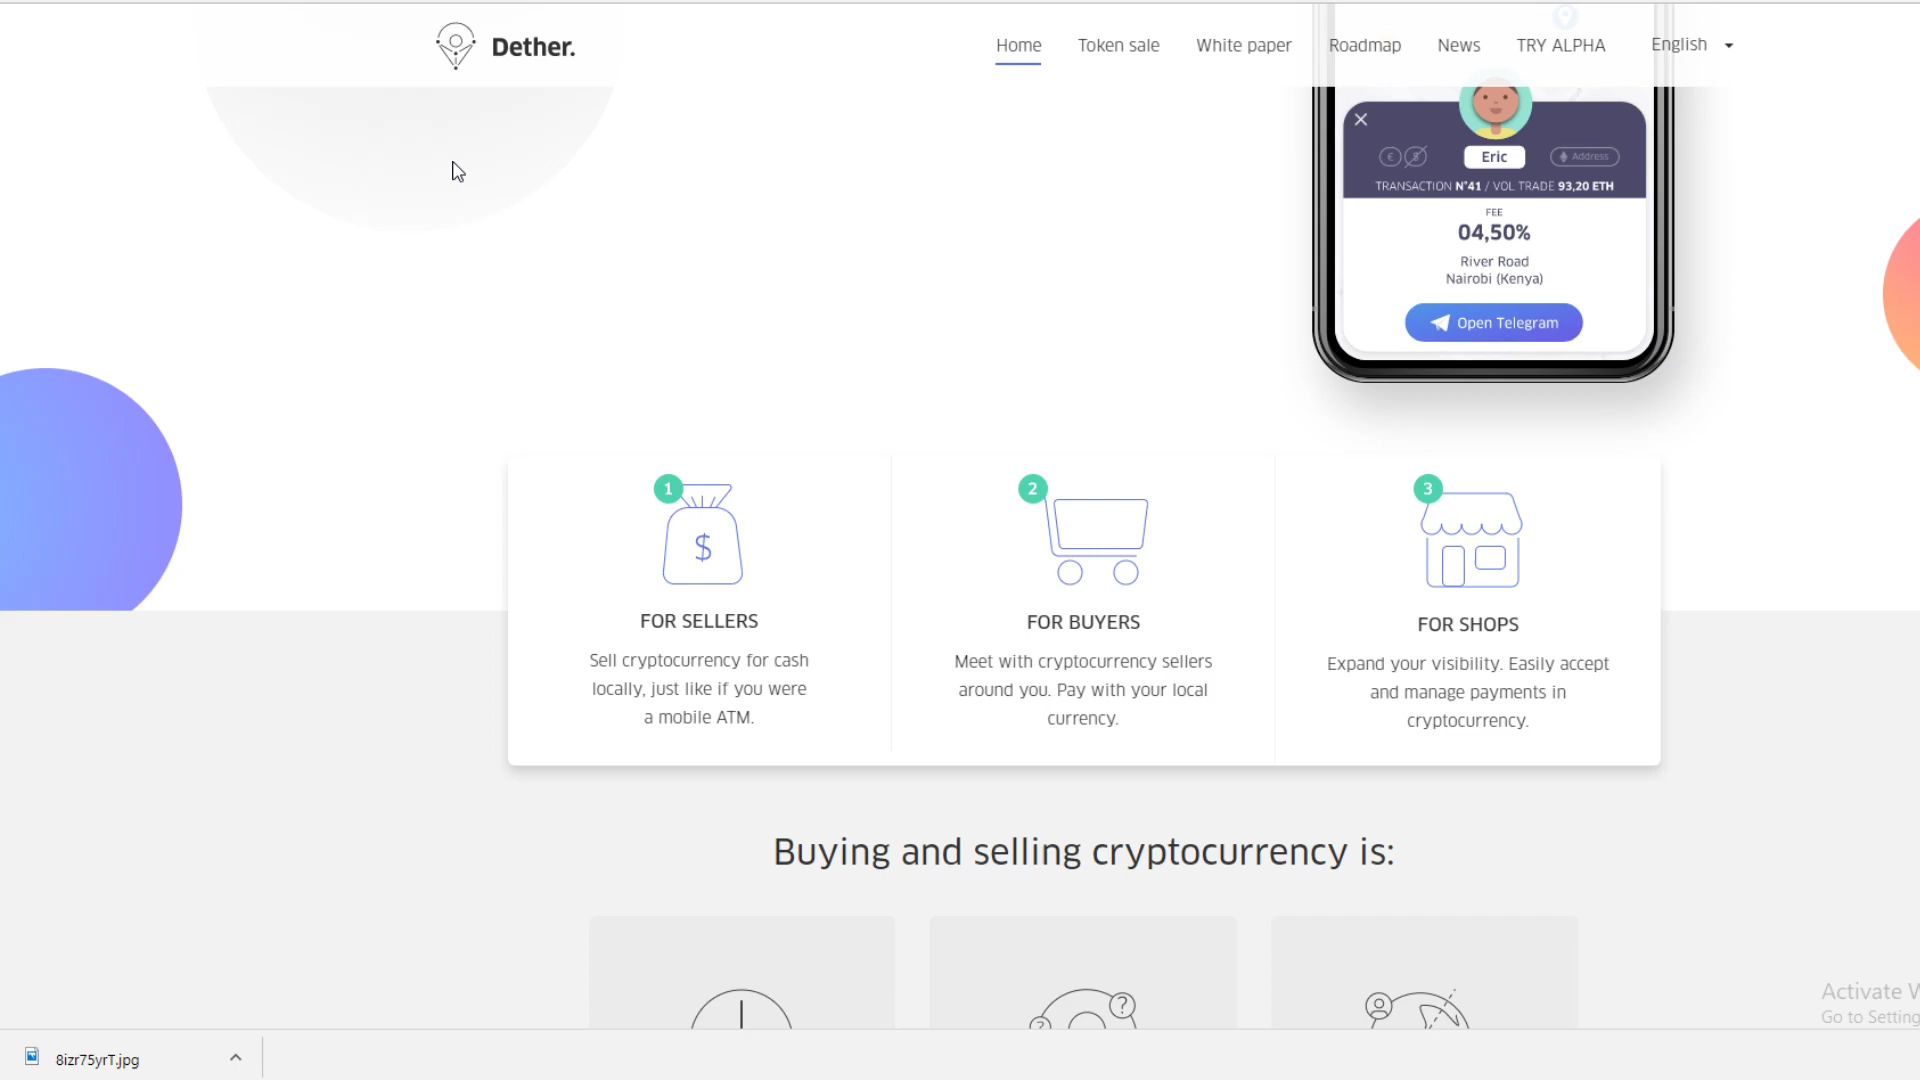 Dether.
Home
Token sale
White paper
Roadmap
News
TRY ALPHA
English
€
$
Eric
Address
TRANSACTION N°41 / VOL TRADE 93,20 ETH
FEE
04,50%
River Road
Nairobi (Kenya)
Open Telegram
1
$
FOR SELLERS
Sell cryptocurrency for cash
locally, just like if you were
a mobile ATM.
2
FOR BUYERS
Meet with cryptocurrency sellers
around you. Pay with your local
currency.
3
FOR SHOPS
Expand your visibility. Easily accept
and manage payments in
cryptocurrency.
Buying and selling cryptocurrency is:
?
?
Activate W
Go to Setting
8izr75yrT.jpg